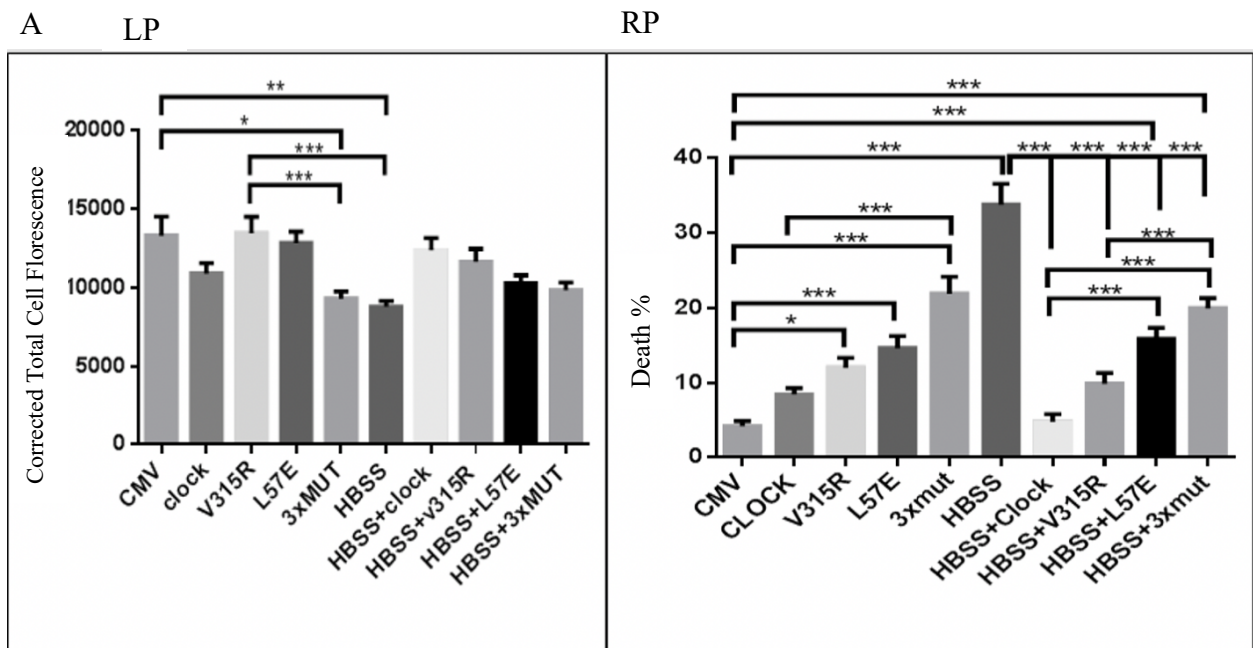 A
LP
RP
**
*
***
***
20000
15000
10000
5000
0
Corrected Total Cell Florescence
CMV
clock
V315R
L57E
3xMUT
HBSS
HBSS+clock
HBSS+v315R
HBSS+L57E
HBSS+3xMUT
***
***
***
*** *** *** ***
***
***
***
***
***
***
*
40
30
20
10
0
Death %
CMV
CLOCK
V315R
L57E
3xmut
HBSS
HBSS+Clock
HBSS+V315R
HBSS+L57E
HBSS+3xmut